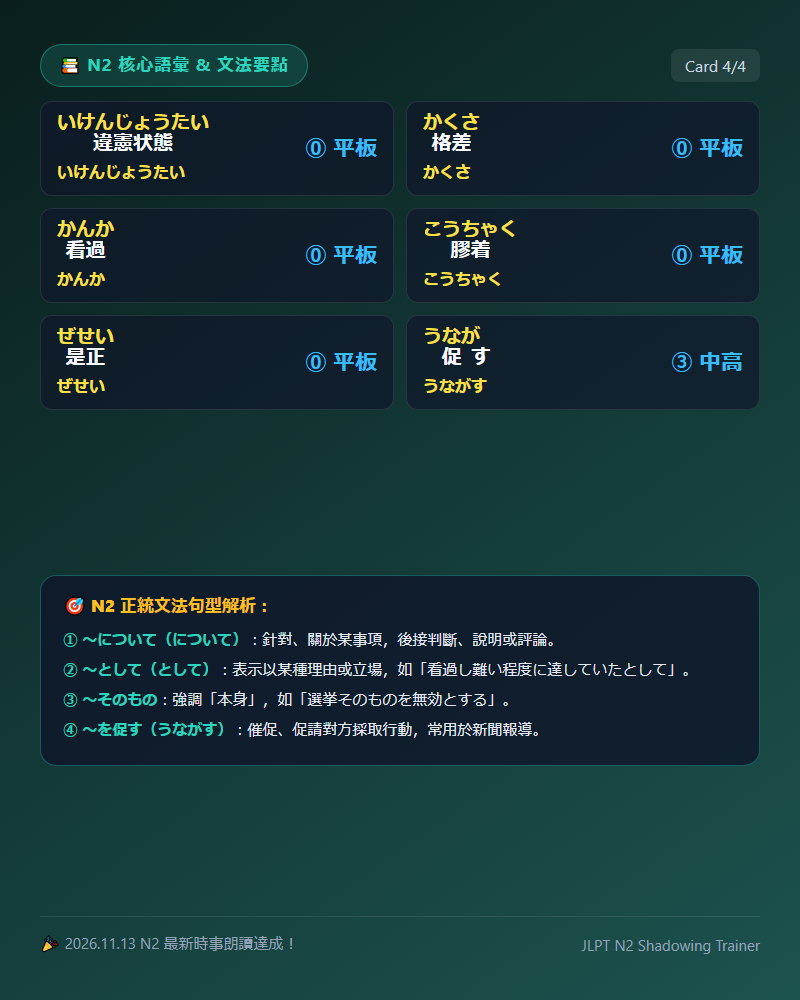 📚 N2 核心語彙 & 文法要點
Card 4/4
いけんじょうたい
違憲状態
いけんじょうたい
⓪ 平板
かくさ
格差
かくさ
⓪ 平板
かんか
看過
かんか
⓪ 平板
こうちゃく
膠着
こうちゃく
⓪ 平板
ぜせい
是正
ぜせい
⓪ 平板
うなが
促す
うながす
③ 中高
🎯 N2 正統文法句型解析：
① ～について（について）：針對、關於某事項，後接判斷、說明或評論。
② ～として（として）：表示以某種理由或立場，如「看過し難い程度に達していたとして」。
③ ～そのもの：強調「本身」，如「選挙そのものを無効とする」。
④ ～を促す（うながす）：催促、促請對方採取行動，常用於新聞報導。
🎉 2026.11.13 N2 最新時事朗讀達成！
JLPT N2 Shadowing Trainer